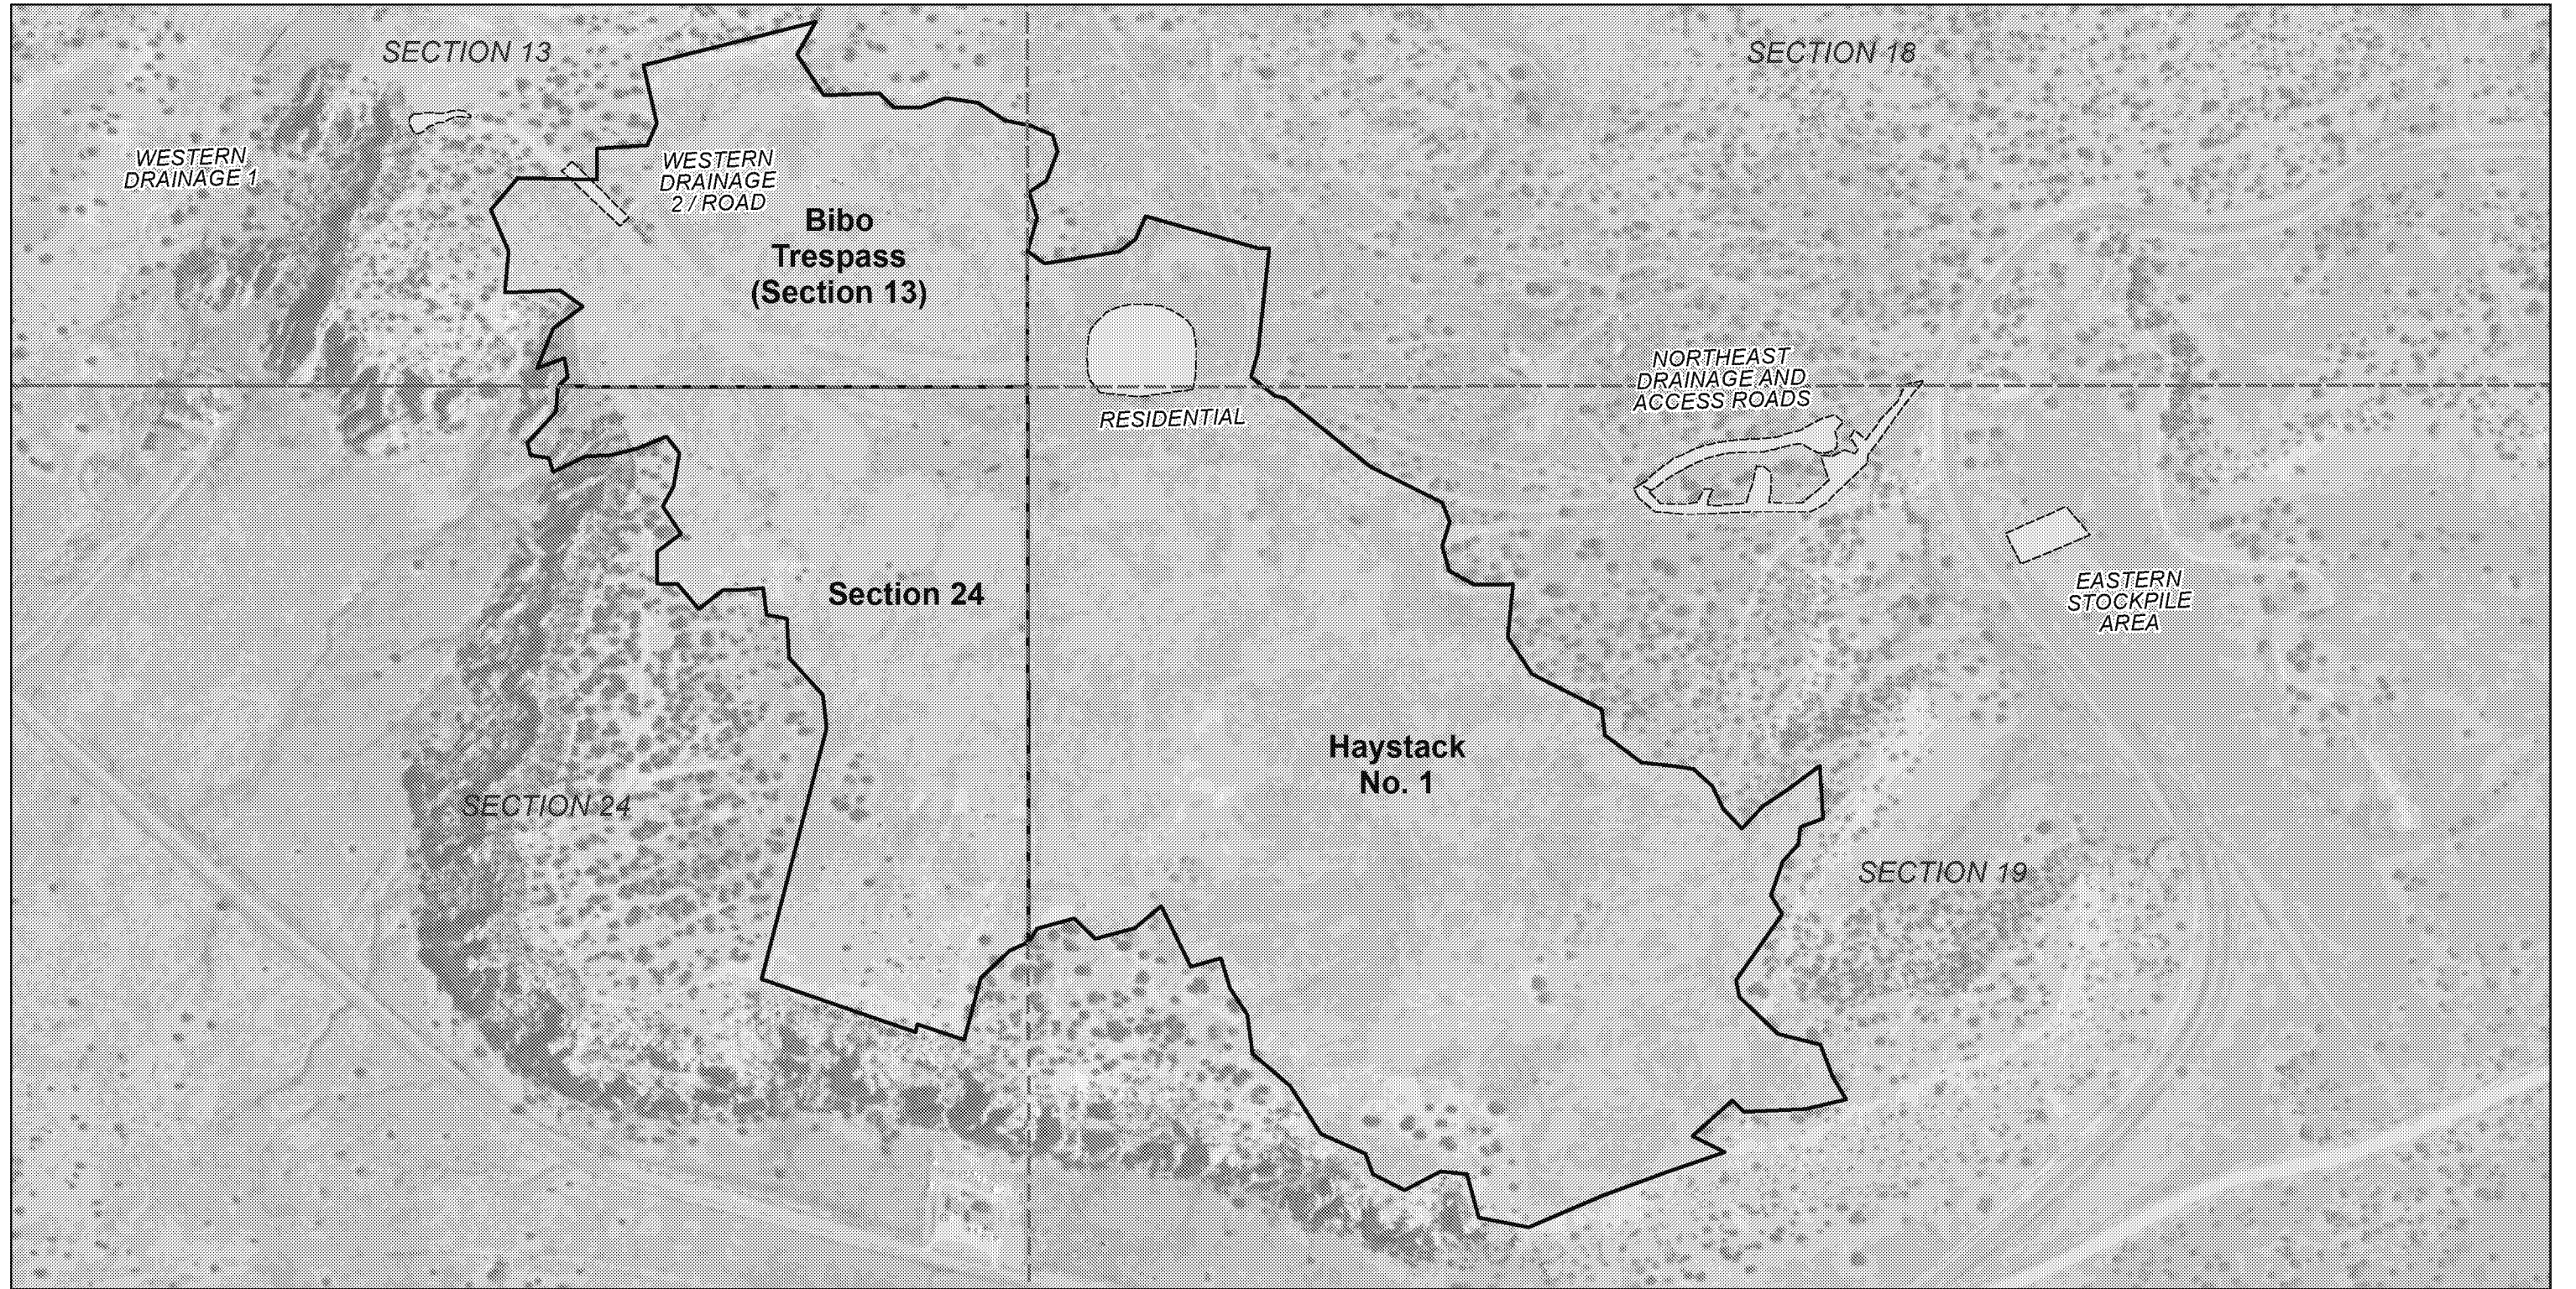 SECTION 13
SECTION 18
WESTERN
DRAINAGE 1
WESTERN
DRAINAGE
2 / ROAD
Bibo
Trespass
(Section 13)
NORTHEAST
DRAINAGE AND
ACCESS ROADS
RESIDENTIAL
Section 24
EASTERN
STOCKPILE
AREA
Haystack
No. 1
SECTION 24
SECTION 19